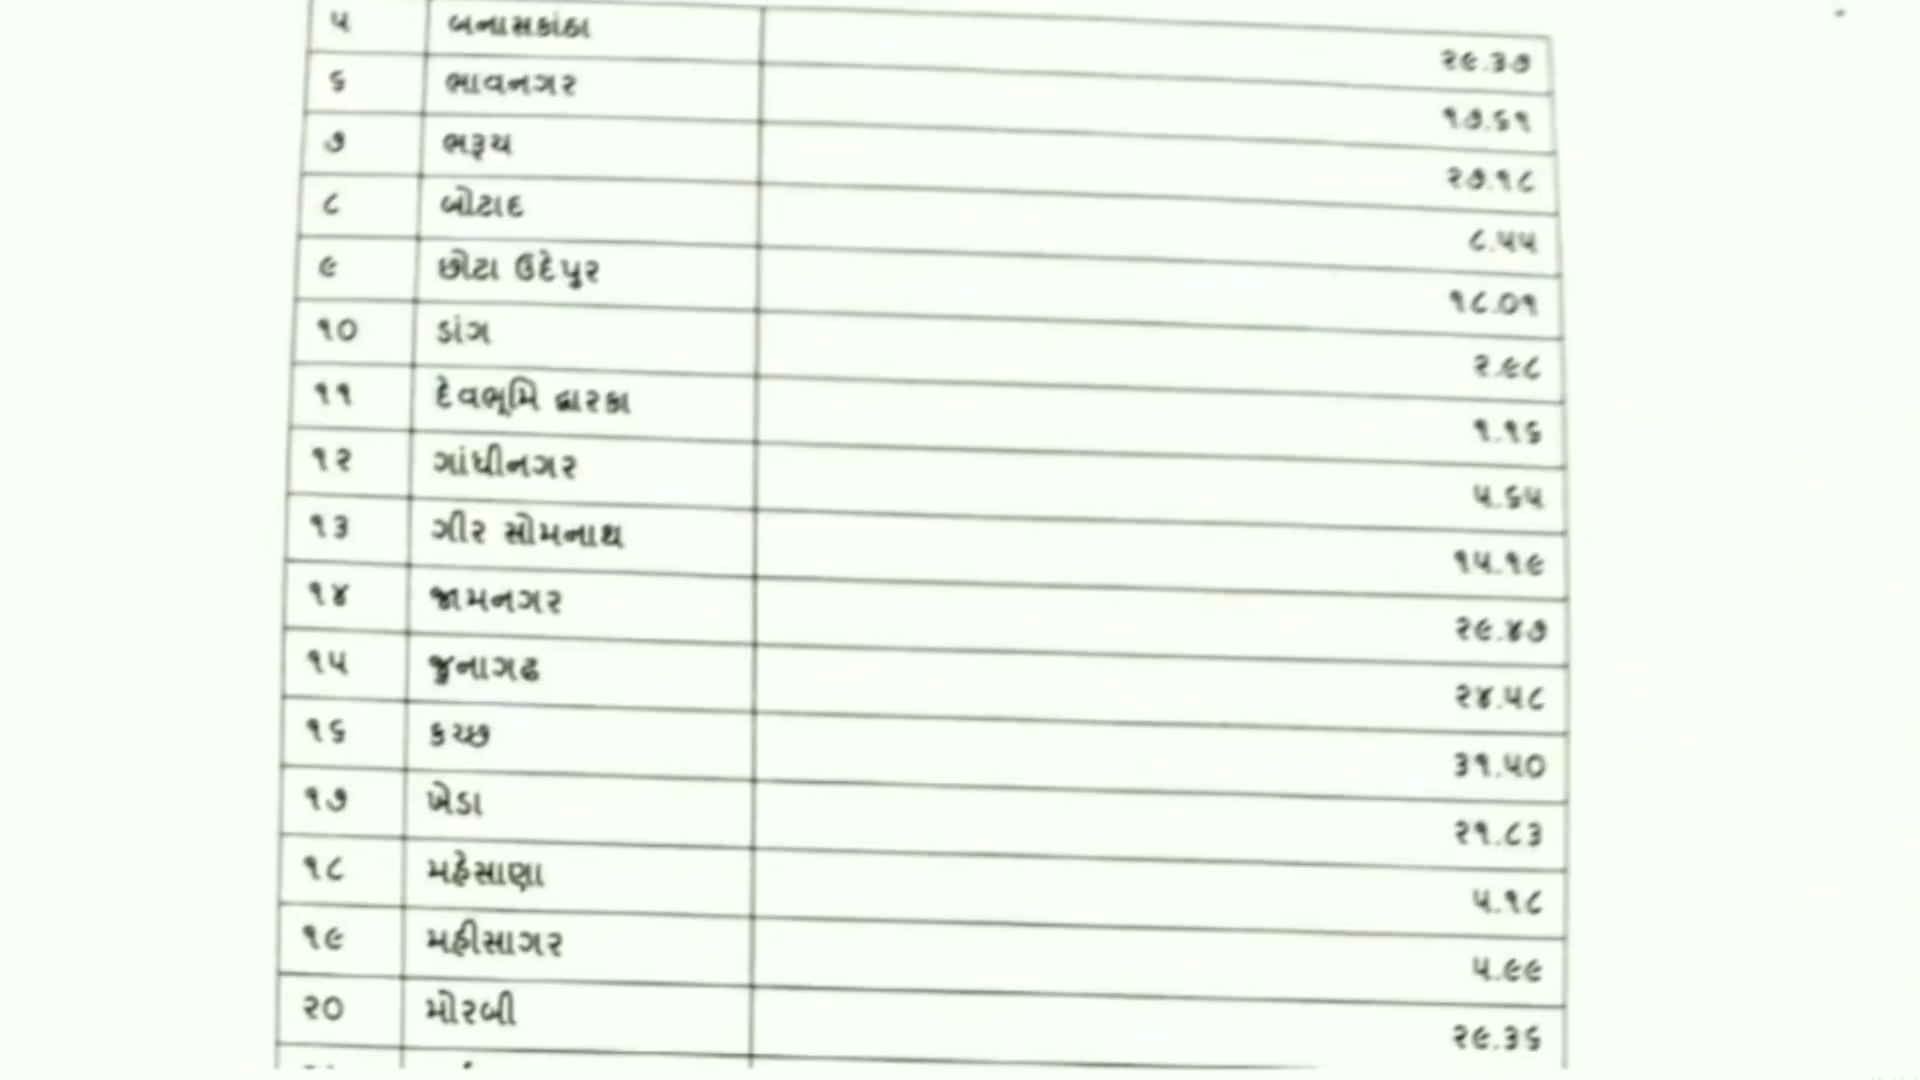 ૫ બનાસકાંઠા ૨૯.૩૭
૬ ભાવનગર ૧૭.૬૧
૭ ભરૂચ ૨૭.૧૮
૮ બોટાદ ૮.૫૫
૯ છોટા ઉદેપુર ૧૮.૦૧
૧૦ ડાંગ ૨.૯૮
૧૧ દેવભૂમિ દ્વારકા ૧.૧૬
૧૨ ગાંધીનગર ૫.૬૫
૧૩ ગીર સોમનાથ ૧૫.૧૯
૧૪ જામનગર ૨૯.૪૭
૧૫ જુનાગઢ ૨૪.૫૮
૧૬ કચ્છ ૩૧.૫૦
૧૭ ખેડા ૨૧.૮૩
૧૮ મહેસાણા ૫.૧૮
૧૯ મહીસાગર ૫.૯૯
૨૦ મોરબી ૨૯.૩૬